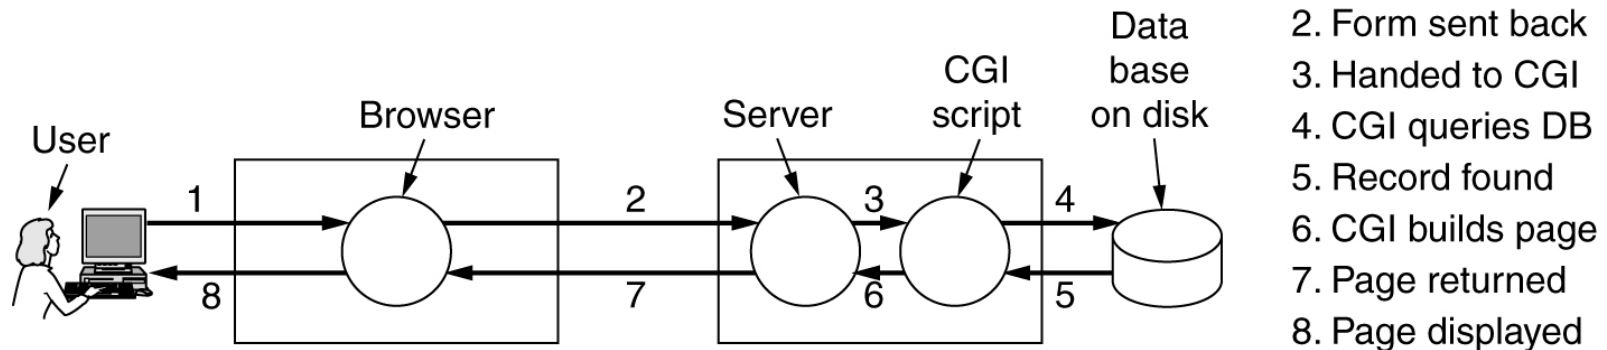 User
Browser
Server
CGI
script
Data
base
on disk
1
2
3
4
8
7
6
5
2. Form sent back
3. Handed to CGI
4. CGI queries DB
5. Record found
6. CGI builds page
7. Page returned
8. Page displayed